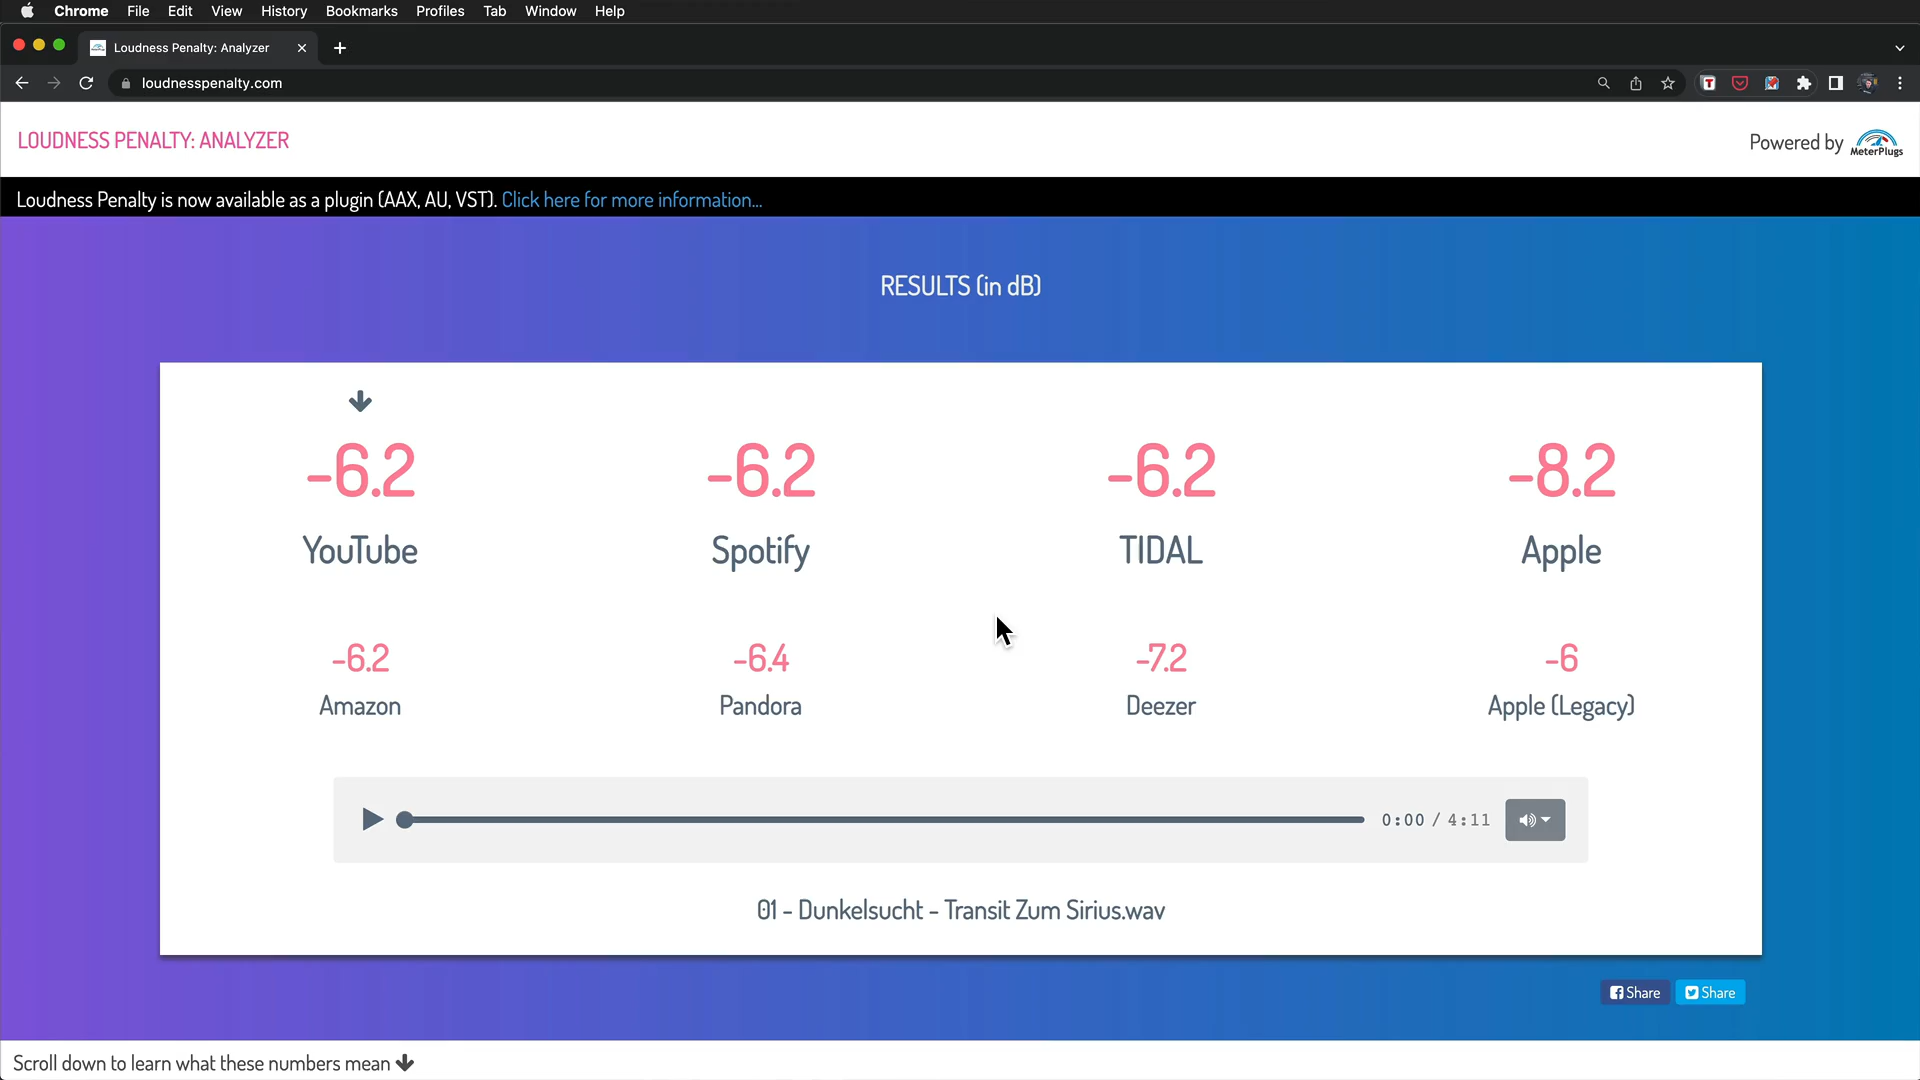 Chrome File Edit View History Bookmarks Profiles Tab Window Help
Loudness Penalty: Analyzer
loudnesspenalty.com
LOUDNESS PENALTY: ANALYZER
Powered by MeterPlugs
Loudness Penalty is now available as a plugin (AAX, AU, VST). Click here for more information...
RESULTS (in dB)
-6.2 -6.2 -6.2 -8.2
YouTube Spotify TIDAL Apple
-6.2 -6.4 -7.2 -6
Amazon Pandora Deezer Apple (Legacy)
0:00 / 4:11
01 - Dunkelsucht - Transit Zum Sirius.wav
Share Share
Scroll down to learn what these numbers mean